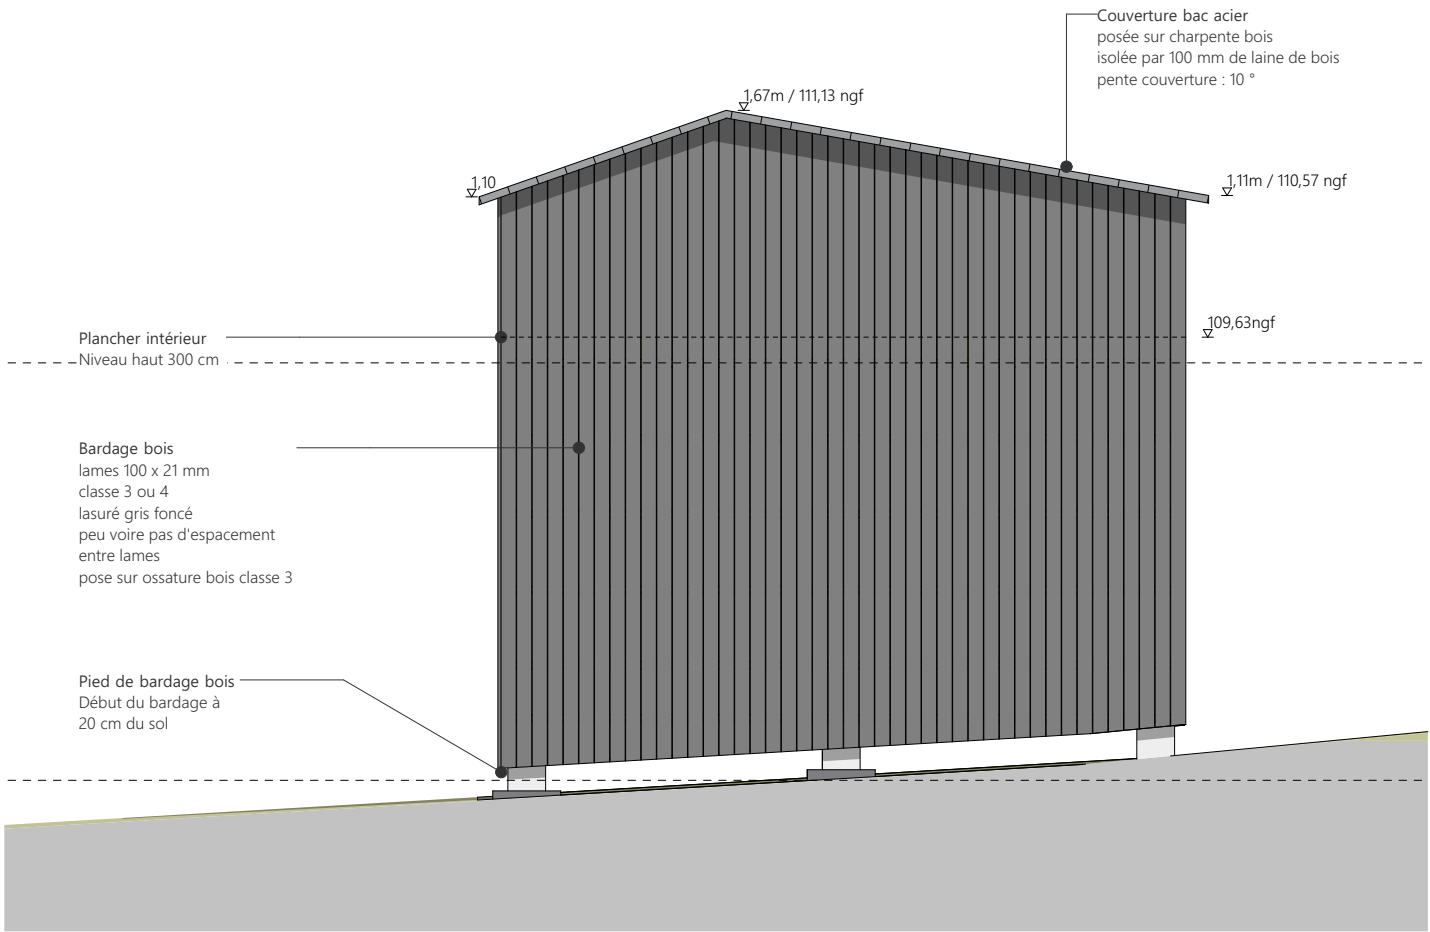 Couverture bac acier
posée sur charpente bois
isolée par 100 mm de laine de bois
pente couverture : 10 °
1,67m / 111,13 ngf
1,10
1,11m / 110,57 ngf
109,63ngf
Plancher intérieur
Niveau haut 300 cm
Bardage bois
lames 100 x 21 mm
classe 3 ou 4
lasuré gris foncé
peu voire pas d'espacement
entre lames
pose sur ossature bois classe 3
Pied de bardage bois
Début du bardage à
20 cm du sol